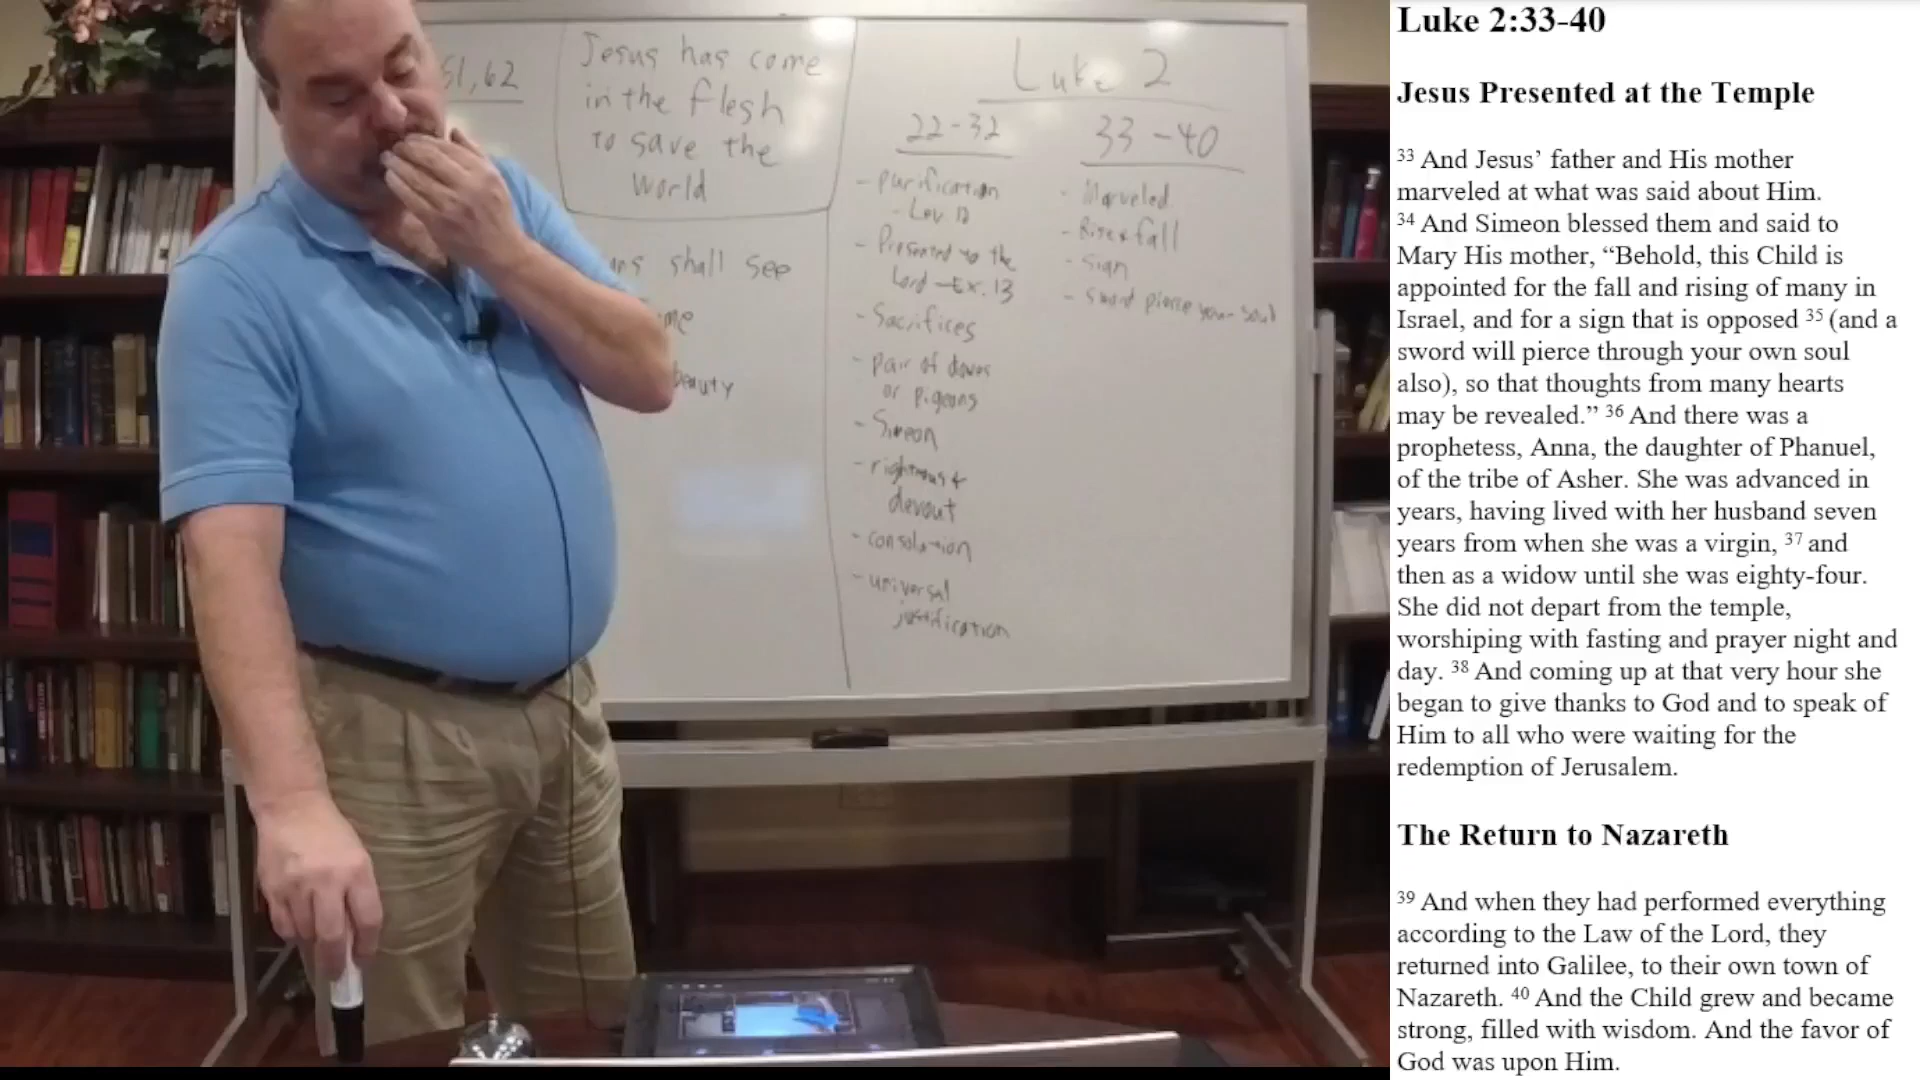 51, 62
Jesus has come
in the flesh
to save the
World
shall see
beauty
Luke 2
22-32
- purification
- Lev. 12
- Presented to the
Lord - Ex. 13
- Sacrifices
- pair of doves
or pigeons
- Simeon
- righteous +
devout
- consolation
- universal
justification
33-40
- Marveled
- Rise + fall
- Sign
- Sword pierce your soul
Luke 2:33-40
Jesus Presented at the Temple
33 And Jesus’ father and His mother
marveled at what was said about Him.
34 And Simeon blessed them and said to
Mary His mother, “Behold, this Child is
appointed for the fall and rising of many in
Israel, and for a sign that is opposed 35 (and a
sword will pierce through your own soul
also), so that thoughts from many hearts
may be revealed.” 36 And there was a
prophetess, Anna, the daughter of Phanuel,
of the tribe of Asher. She was advanced in
years, having lived with her husband seven
years from when she was a virgin, 37 and
then as a widow until she was eighty-four.
She did not depart from the temple,
worshiping with fasting and prayer night and
day. 38 And coming up at that very hour she
began to give thanks to God and to speak of
Him to all who were waiting for the
redemption of Jerusalem.
The Return to Nazareth
39 And when they had performed everything
according to the Law of the Lord, they
returned into Galilee, to their own town of
Nazareth. 40 And the Child grew and became
strong, filled with wisdom. And the favor of
God was upon Him.